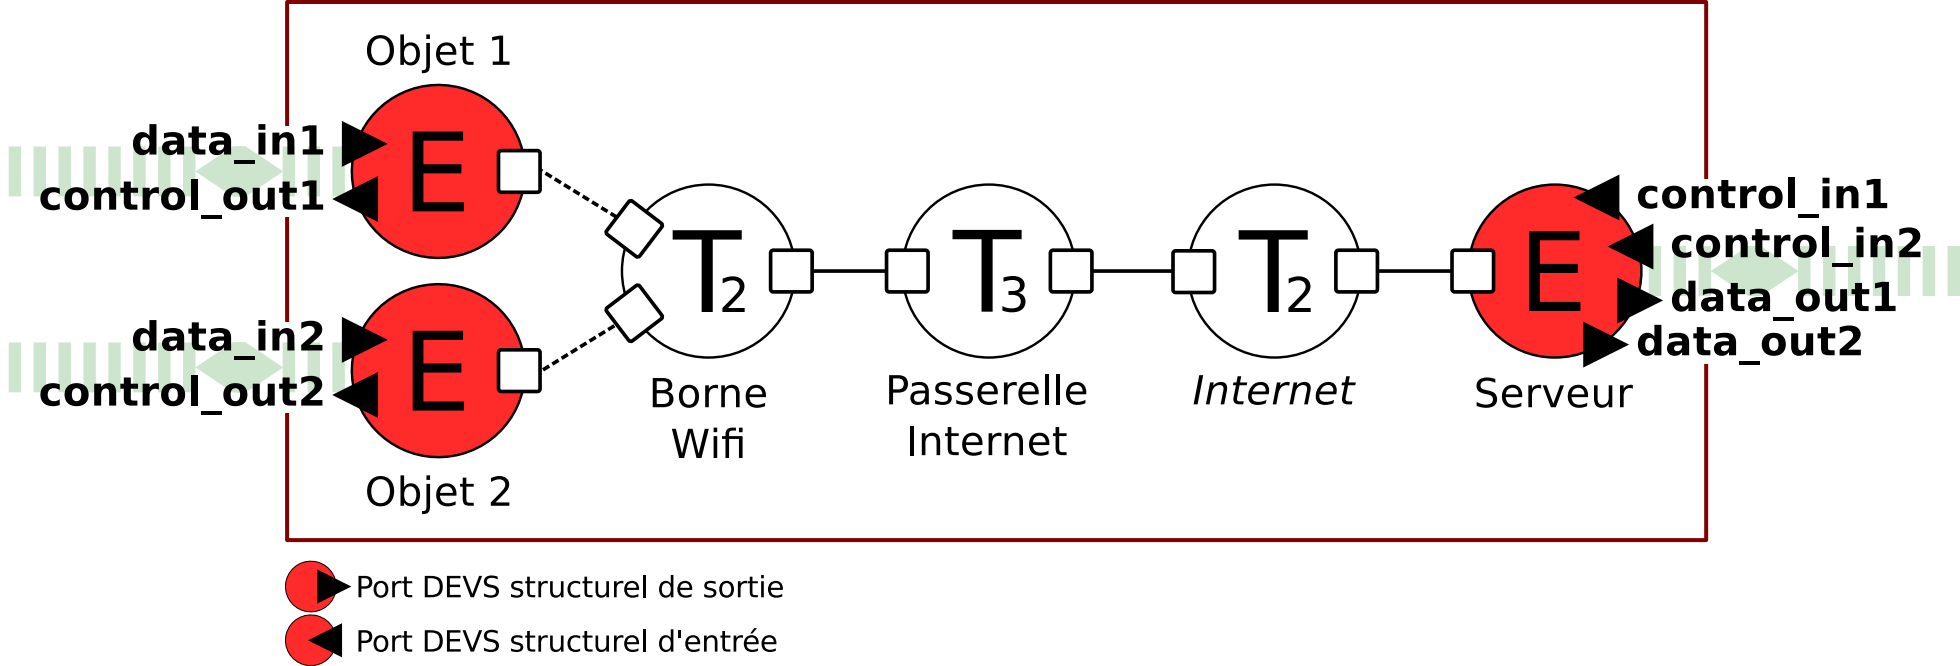 Objet 1
data_in1
control_out1
E
data_in2
control_out2
E
Objet 2
T2
Borne
Wifi
T3
Passerelle
Internet
T2
Internet
E
Serveur
control_in1
control_in2
data_out1
data_out2
Port DEVS structurel de sortie
Port DEVS structurel d'entrée